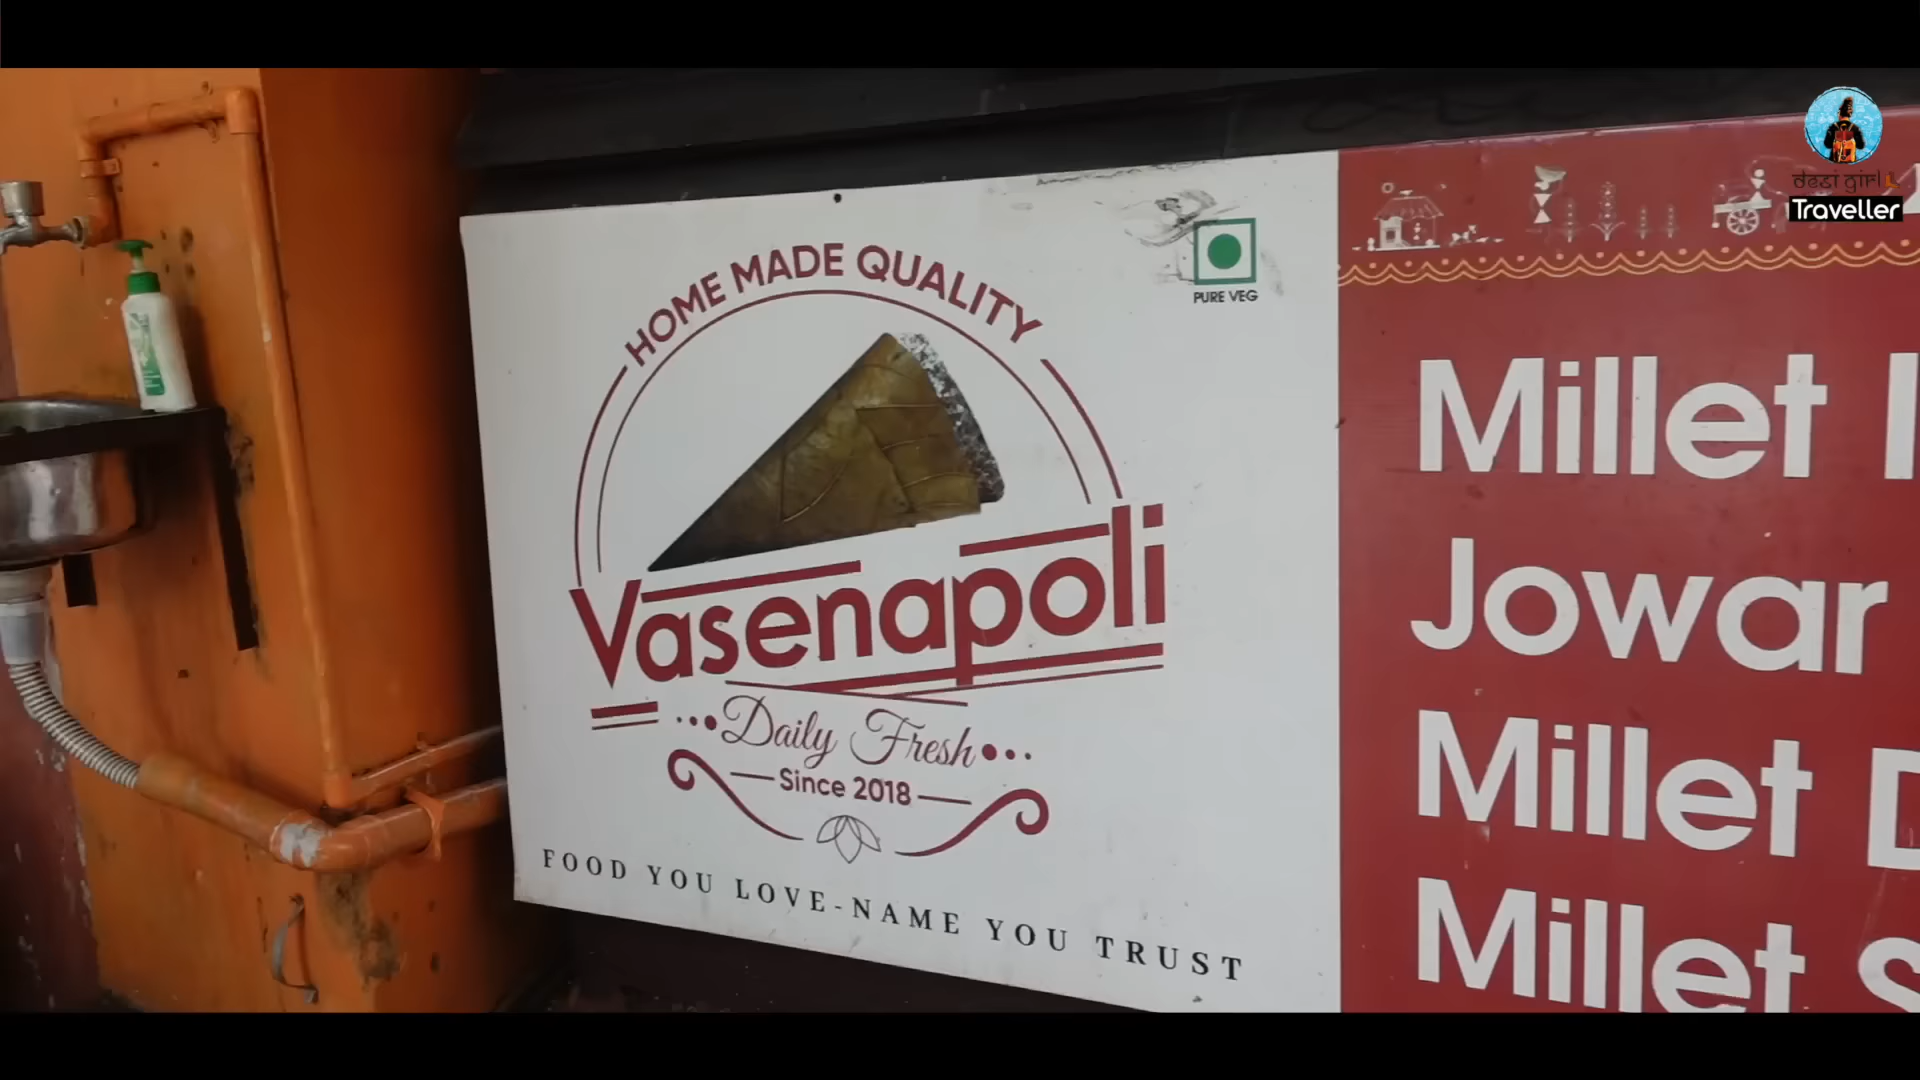 desi girl
Traveller
HOME MADE QUALITY
PURE VEG
Vasenapoli
Daily Fresh
Since 2018
FOOD YOU LOVE-NAME YOU TRUST
Millet
Jowar
Millet
Millet